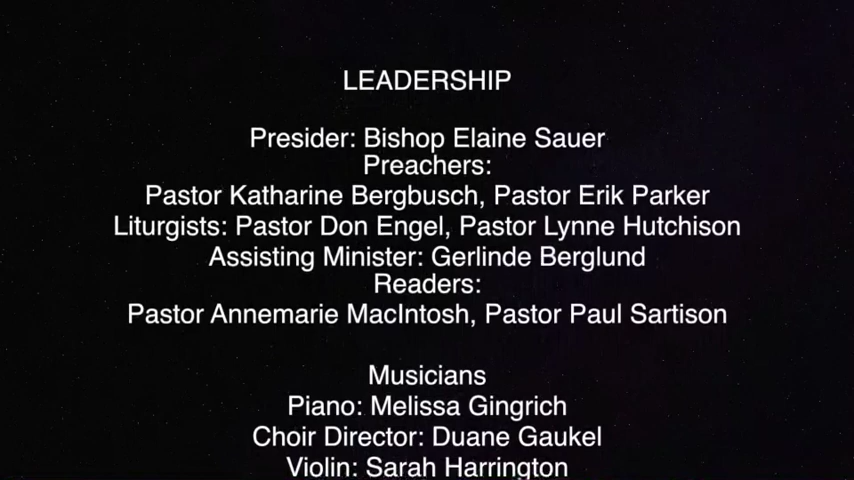 LEADERSHIP
Presider: Bishop Elaine Sauer
Preachers:
Pastor Katharine Bergbusch, Pastor Erik Parker
Liturgists: Pastor Don Engel, Pastor Lynne Hutchison
Assisting Minister: Gerlinde Berglund
Readers:
Pastor Annemarie MacIntosh, Pastor Paul Sartison
Musicians
Piano: Melissa Gingrich
Choir Director: Duane Gaukel
Violin: Sarah Harrington